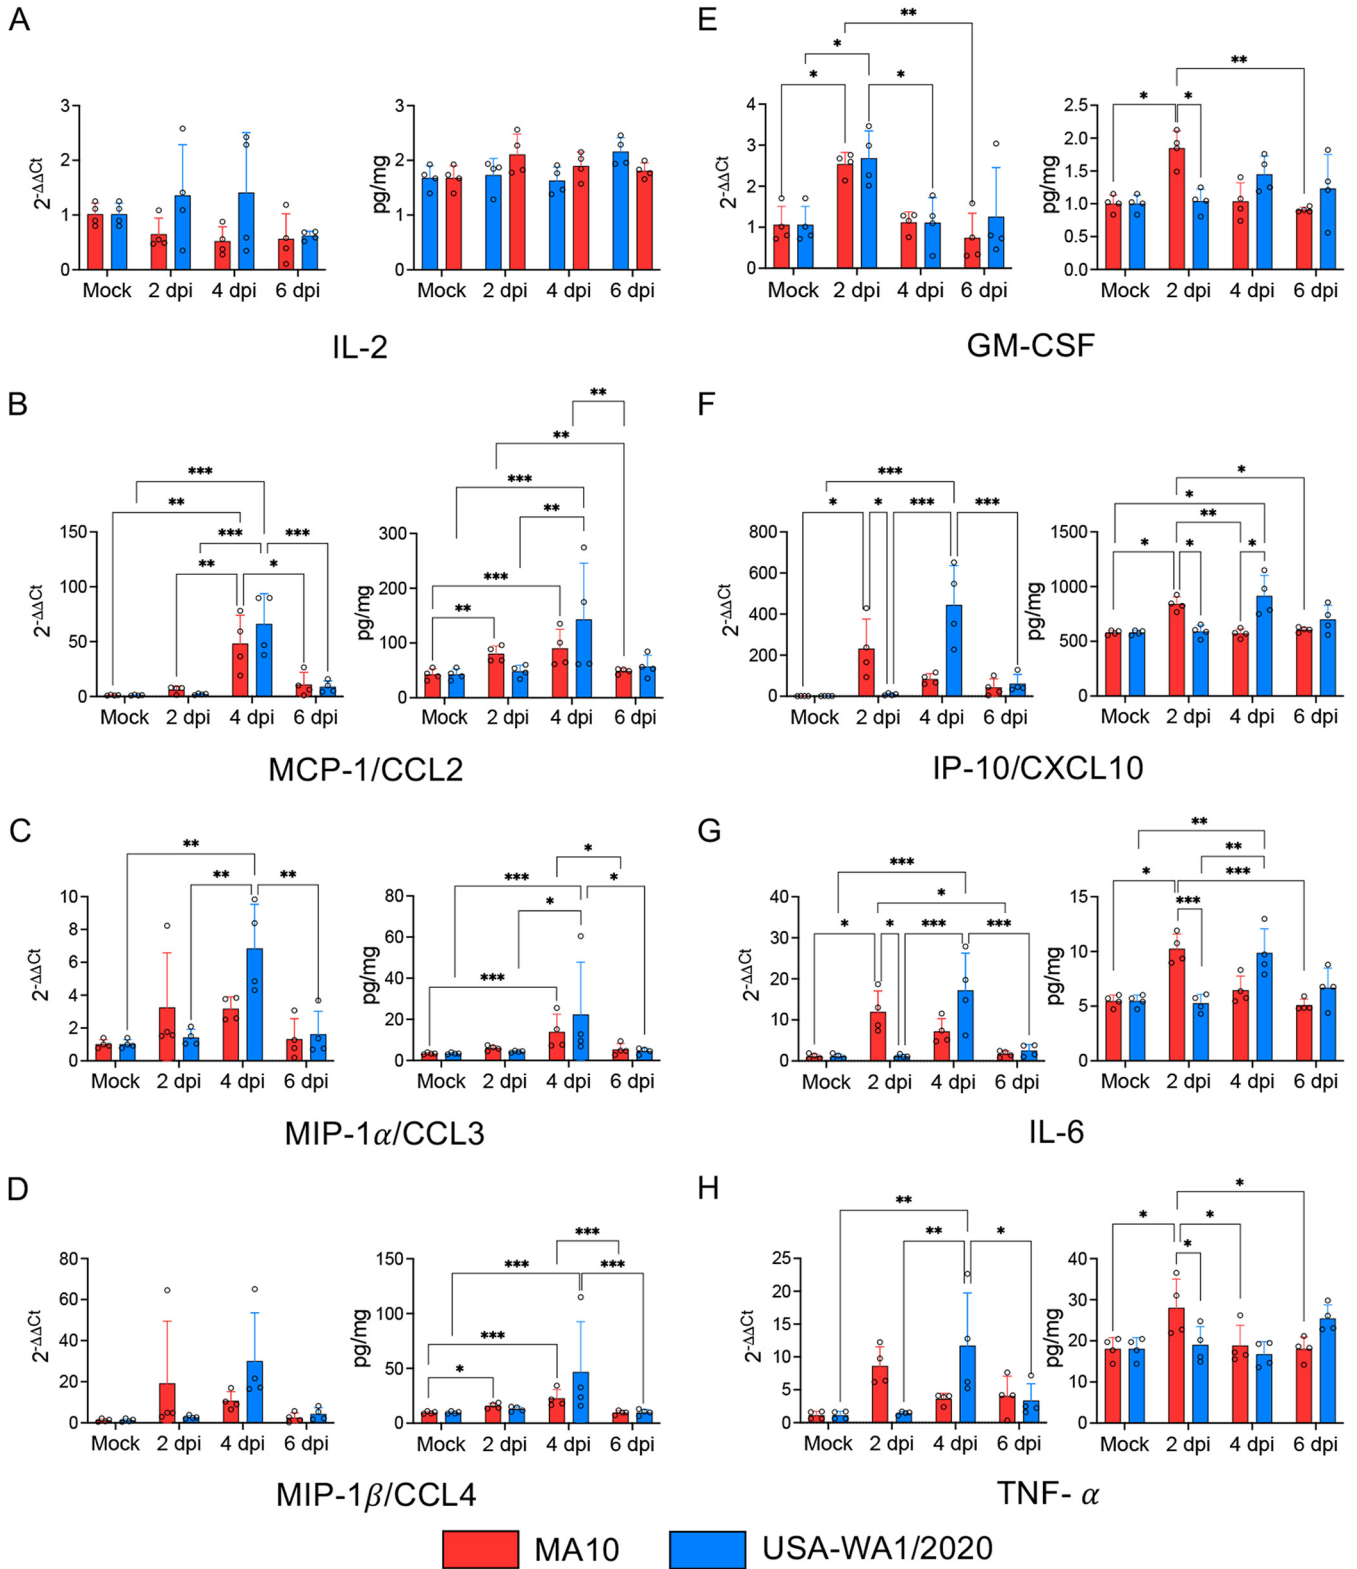 A
3
2
1
0
2-ΔΔCt
Mock 2 dpi 4 dpi 6 dpi
3
2
1
0
pg/mg
Mock 2 dpi 4 dpi 6 dpi
IL-2
E
** 
*
* *
4
3
2
1
0
2-ΔΔCt
Mock 2 dpi 4 dpi 6 dpi
**
* *
2.5
2.0
1.5
1.0
0.5
0.0
pg/mg
Mock 2 dpi 4 dpi 6 dpi
GM-CSF
B
***
**
*** ***
** *
150
100
50
0
2-ΔΔCt
Mock 2 dpi 4 dpi 6 dpi
**
**
***
**
***
**
300
200
100
0
pg/mg
Mock 2 dpi 4 dpi 6 dpi
MCP-1/CCL2
F
***
* * *** ***
800
600
400
200
0
2-ΔΔCt
Mock 2 dpi 4 dpi 6 dpi
*
*
**
* * *
1500
1000
500
0
pg/mg
Mock 2 dpi 4 dpi 6 dpi
IP-10/CXCL10
C
**
** **
10
8
6
4
2
0
2-ΔΔCt
Mock 2 dpi 4 dpi 6 dpi
*
*** *
*
***
80
60
40
20
0
pg/mg
Mock 2 dpi 4 dpi 6 dpi
MIP-1α/CCL3
G
***
*
* * *** ***
40
30
20
10
0
2-ΔΔCt
Mock 2 dpi 4 dpi 6 dpi
**
**
* ***
***
15
10
5
0
pg/mg
Mock 2 dpi 4 dpi 6 dpi
IL-6
D
80
60
40
20
0
2-ΔΔCt
Mock 2 dpi 4 dpi 6 dpi
***
*** ***
***
*
150
100
50
0
pg/mg
Mock 2 dpi 4 dpi 6 dpi
MIP-1β/CCL4
H
**
** *
25
20
15
10
5
0
2-ΔΔCt
Mock 2 dpi 4 dpi 6 dpi
*
* *
*
40
30
20
10
0
pg/mg
Mock 2 dpi 4 dpi 6 dpi
TNF- α
MA10 USA-WA1/2020